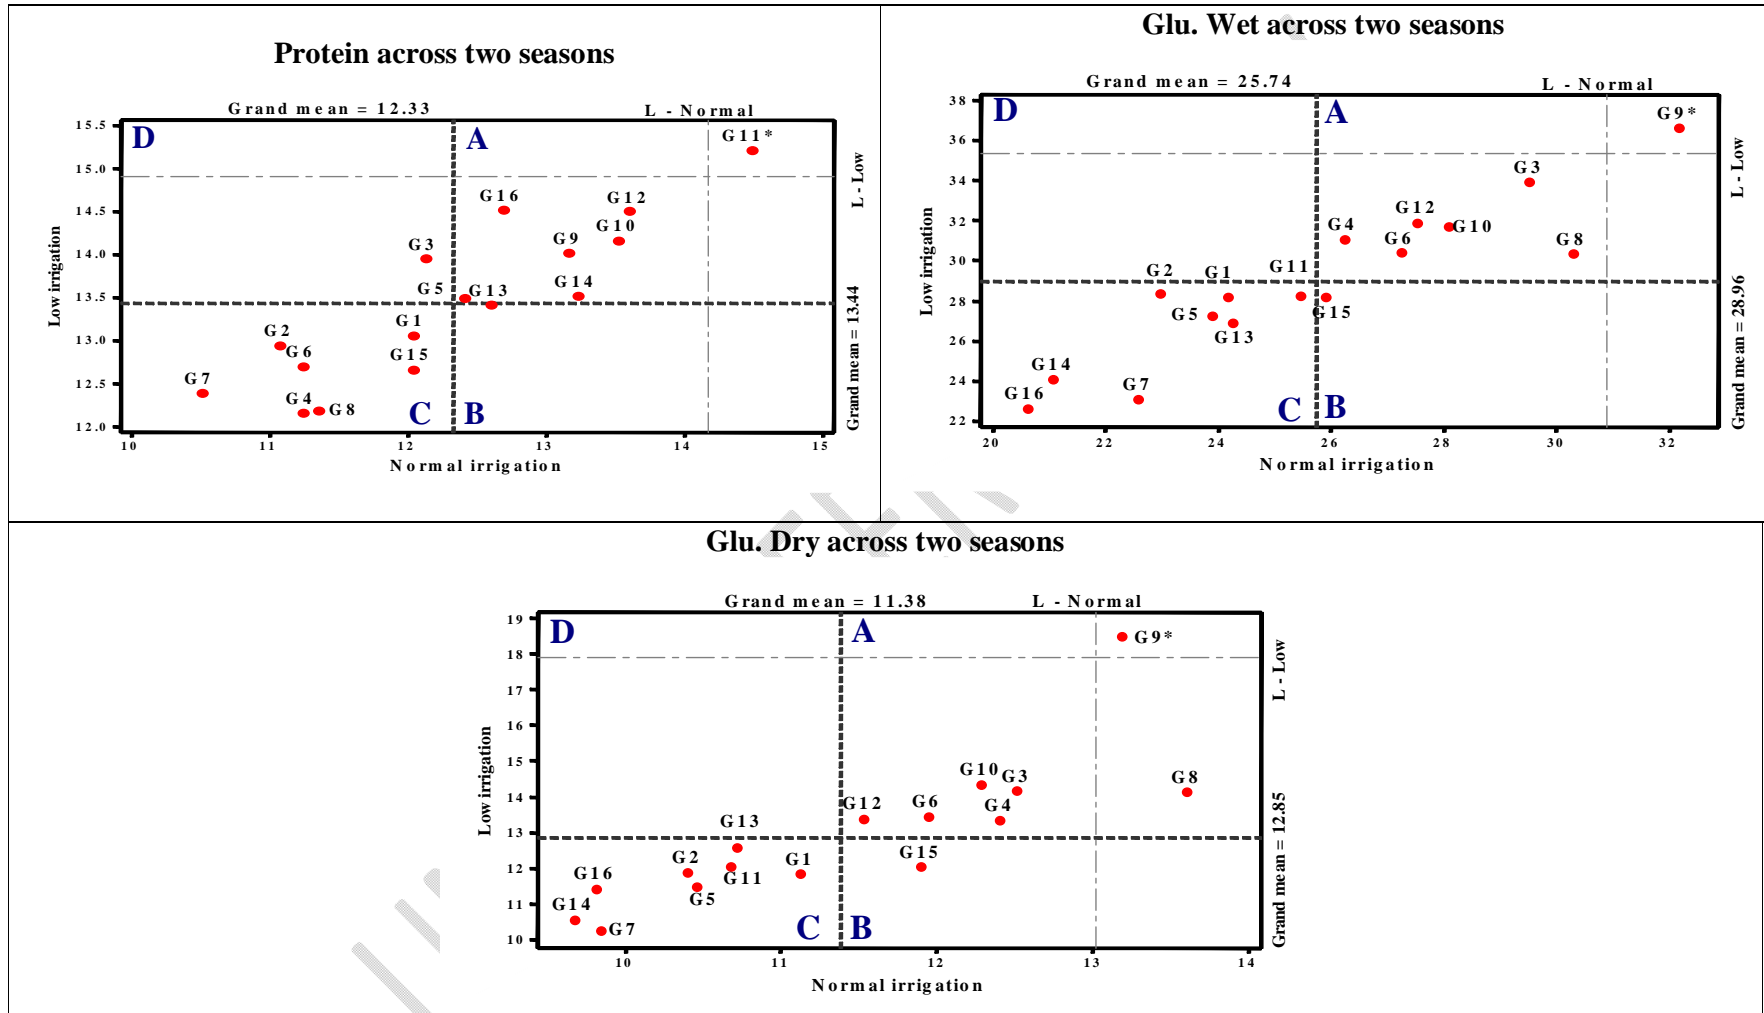 Protein across two seasons
Grand mean = 12.33
L - Normal
D
A
C
B
G11*
G16
G12
G10
G9
G3
G5
G13
G14
G1
G2
G6
G15
G7
G4
G8
15.5
15.0
14.5
14.0
13.5
13.0
12.5
12.0
10
11
12
13
14
15
Low irrigation
Normal irrigation
L - Low
Grand mean = 13.44
Glu. Wet across two seasons
Grand mean = 25.74
L - Normal
D
A
C
B
G9*
G3
G12
G4
G10
G6
G8
G2
G1
G11
G5
G15
G13
G14
G7
G16
38
36
34
32
30
28
26
24
22
20
22
24
26
28
30
32
Low irrigation
Normal irrigation
L - Low
Grand mean = 28.96
Glu. Dry across two seasons
Grand mean = 11.38
L - Normal
D
A
C
B
G9*
G10
G3
G8
G12
G6
G4
G13
G15
G2
G1
G11
G16
G5
G14
G7
19
18
17
16
15
14
13
12
11
10
10
11
12
13
14
Low irrigation
Normal irrigation
L - Low
Grand mean = 12.85